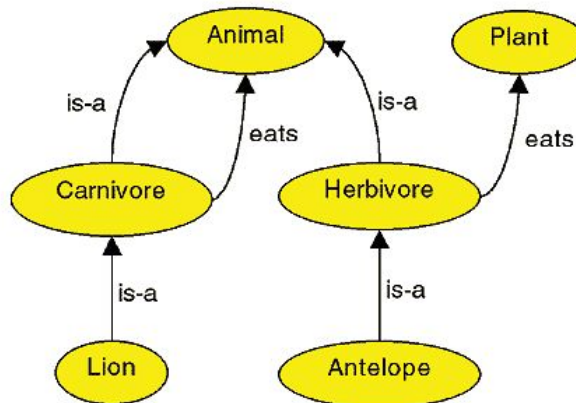 Animal
Plant
is-a
is-a
eats
eats
Carnivore
Herbivore
is-a
is-a
Lion
Antelope